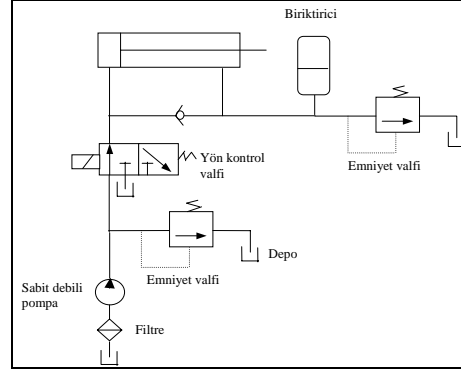 Biriktirici
Yön kontrol
valfi
Emniyet valfi
Depo
Emniyet valfi
Sabit debili
pompa
Filtre